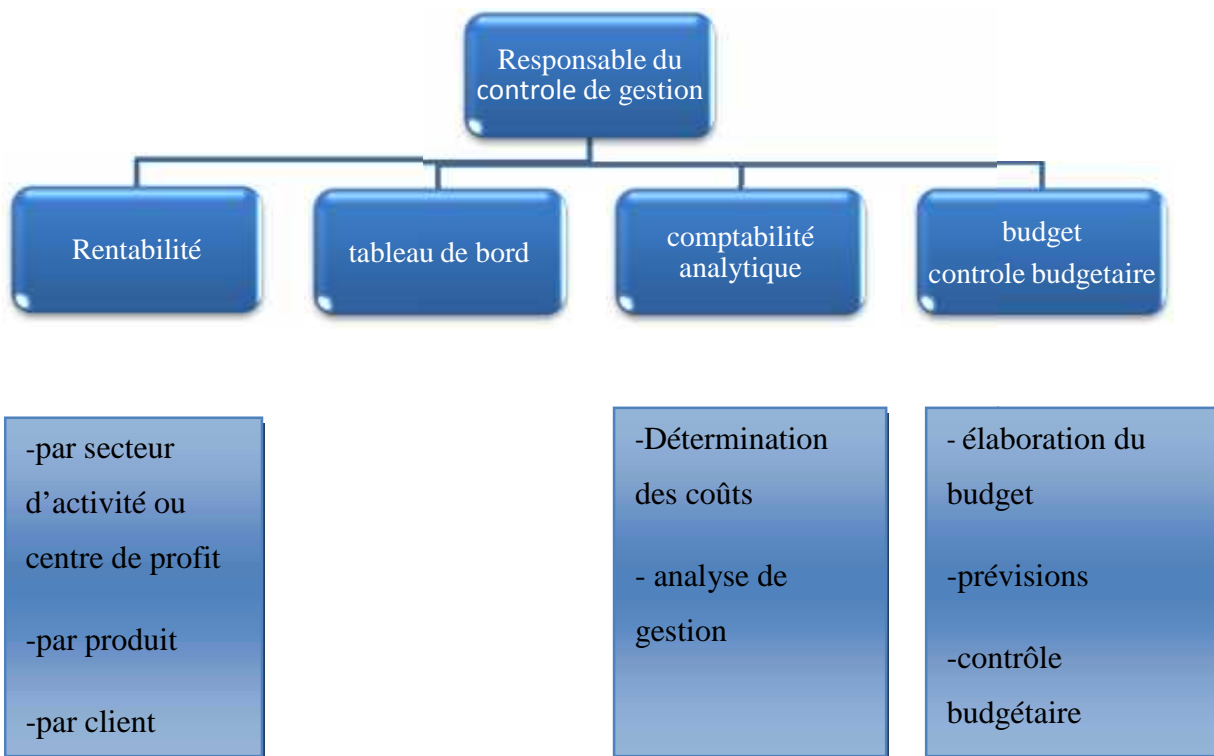 Responsable du
controle de gestion
Rentabilité
tableau de bord
comptabilité
analytique
budget
controle budgetaire
-par secteur
d’activité ou
centre de profit
-par produit
-par client
-Détermination
des coûts
- analyse de
gestion
- élaboration du
budget
-prévisions
-contrôle
budgétaire